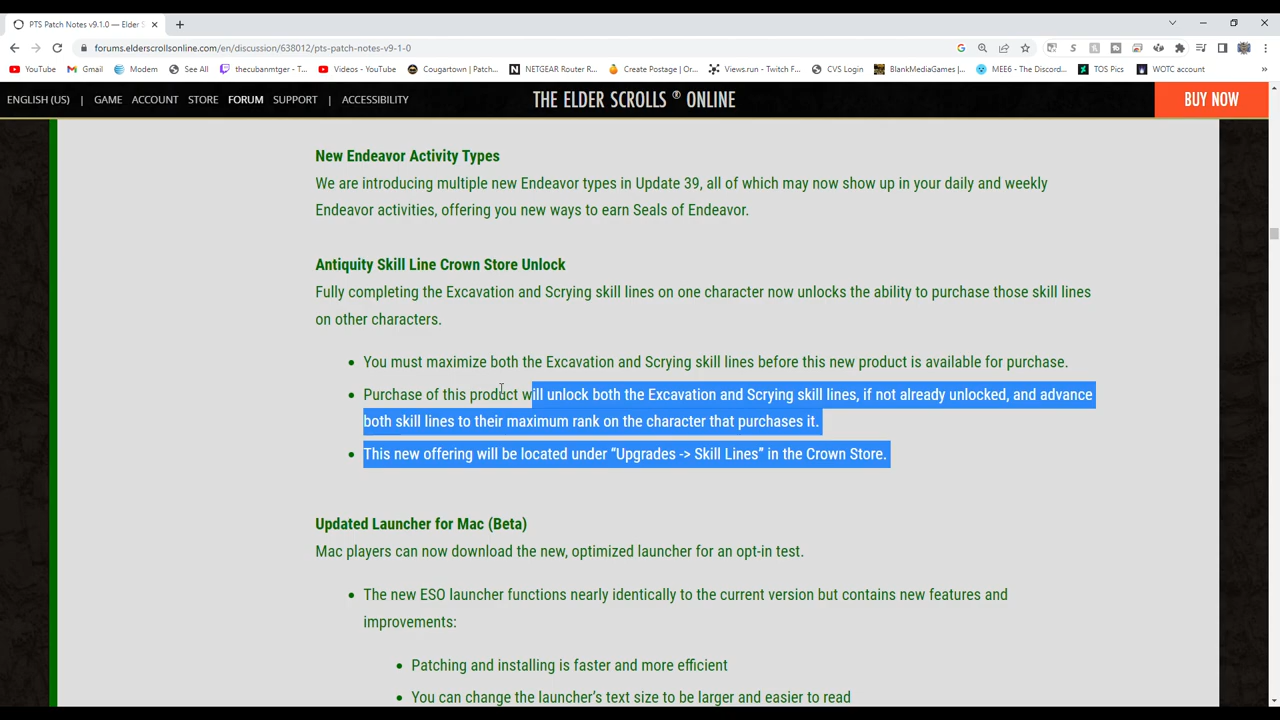 PTS Patch Notes v9.1.0 — Elder S
forums.elderscrollsonline.com/en/discussion/638012/pts-patch-notes-v9-1-0
YouTube Gmail Modem See All thecubanmtger - T... Videos - YouTube Cougartown | Patch... NETGEAR Router R... Create Postage | Or... Views.run - Twitch F... CVS Login BlankMediaGames |... MEE6 - The Discord... TOS Pics WOTC account »
ENGLISH (US) | GAME ACCOUNT STORE FORUM SUPPORT | ACCESSIBILITY THE ELDER SCROLLS ® ONLINE BUY NOW
New Endeavor Activity Types
We are introducing multiple new Endeavor types in Update 39, all of which may now show up in your daily and weekly
Endeavor activities, offering you new ways to earn Seals of Endeavor.
Antiquity Skill Line Crown Store Unlock
Fully completing the Excavation and Scrying skill lines on one character now unlocks the ability to purchase those skill lines
on other characters.
• You must maximize both the Excavation and Scrying skill lines before this new product is available for purchase.
• Purchase of this product will unlock both the Excavation and Scrying skill lines, if not already unlocked, and advance
both skill lines to their maximum rank on the character that purchases it.
• This new offering will be located under “Upgrades -> Skill Lines” in the Crown Store.
Updated Launcher for Mac (Beta)
Mac players can now download the new, optimized launcher for an opt-in test.
• The new ESO launcher functions nearly identically to the current version but contains new features and
improvements:
• Patching and installing is faster and more efficient
• You can change the launcher’s text size to be larger and easier to read